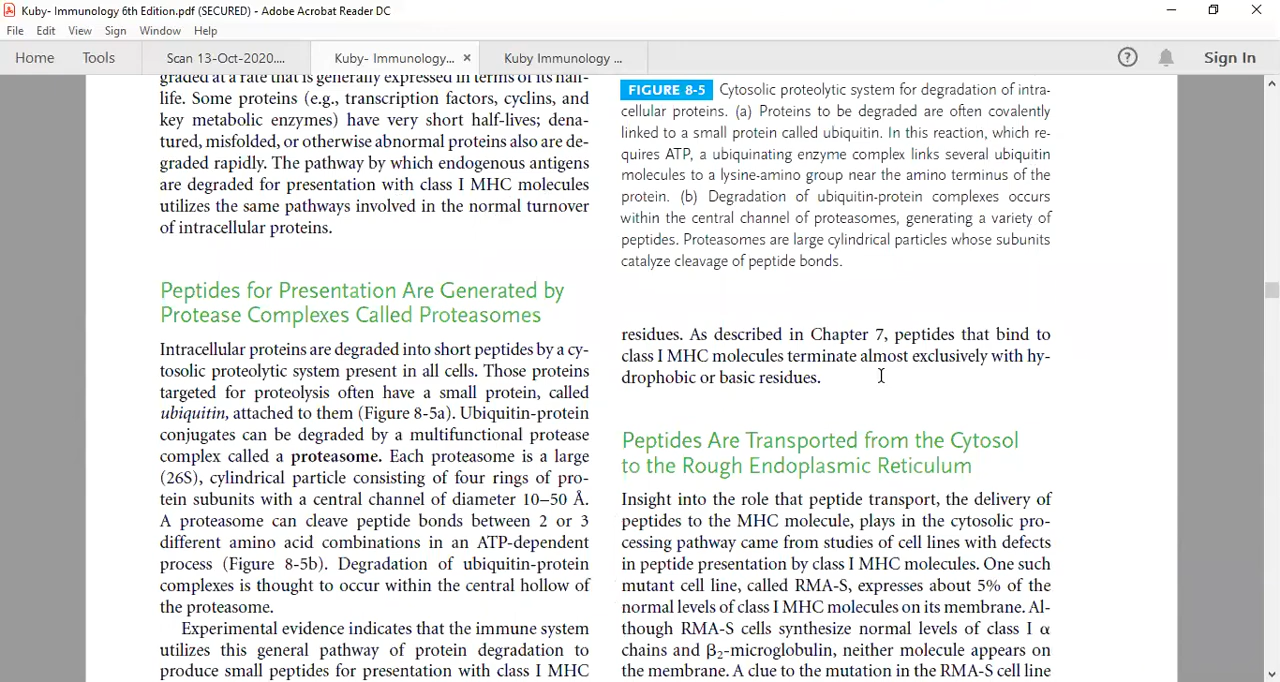 Kuby- Immunology 6th Edition.pdf (SECURED) - Adobe Acrobat Reader DC
File Edit View Sign Window Help
Home Tools Scan 13-Oct-2020.... Kuby- Immunology... × Kuby Immunology ... Sign In
graded at a rate that is generally expressed in terms of its half-
life. Some proteins (e.g., transcription factors, cyclins, and
key metabolic enzymes) have very short half-lives; dena-
tured, misfolded, or otherwise abnormal proteins also are de-
graded rapidly. The pathway by which endogenous antigens
are degraded for presentation with class I MHC molecules
utilizes the same pathways involved in the normal turnover
of intracellular proteins.
Peptides for Presentation Are Generated by
Protease Complexes Called Proteasomes
Intracellular proteins are degraded into short peptides by a cy-
tosolic proteolytic system present in all cells. Those proteins
targeted for proteolysis often have a small protein, called
ubiquitin, attached to them (Figure 8-5a). Ubiquitin-protein
conjugates can be degraded by a multifunctional protease
complex called a proteasome. Each proteasome is a large
(26S), cylindrical particle consisting of four rings of pro-
tein subunits with a central channel of diameter 10–50 Å.
A proteasome can cleave peptide bonds between 2 or 3
different amino acid combinations in an ATP-dependent
process (Figure 8-5b). Degradation of ubiquitin-protein
complexes is thought to occur within the central hollow of
the proteasome.
Experimental evidence indicates that the immune system
utilizes this general pathway of protein degradation to
produce small peptides for presentation with class I MHC
FIGURE 8-5 Cytosolic proteolytic system for degradation of intra-
cellular proteins. (a) Proteins to be degraded are often covalently
linked to a small protein called ubiquitin. In this reaction, which re-
quires ATP, a ubiquinating enzyme complex links several ubiquitin
molecules to a lysine-amino group near the amino terminus of the
protein. (b) Degradation of ubiquitin-protein complexes occurs
within the central channel of proteasomes, generating a variety of
peptides. Proteasomes are large cylindrical particles whose subunits
catalyze cleavage of peptide bonds.
residues. As described in Chapter 7, peptides that bind to
class I MHC molecules terminate almost exclusively with hy-
drophobic or basic residues.
Peptides Are Transported from the Cytosol
to the Rough Endoplasmic Reticulum
Insight into the role that peptide transport, the delivery of
peptides to the MHC molecule, plays in the cytosolic pro-
cessing pathway came from studies of cell lines with defects
in peptide presentation by class I MHC molecules. One such
mutant cell line, called RMA-S, expresses about 5% of the
normal levels of class I MHC molecules on its membrane. Al-
though RMA-S cells synthesize normal levels of class I α
chains and β2-microglobulin, neither molecule appears on
the membrane. A clue to the mutation in the RMA-S cell line